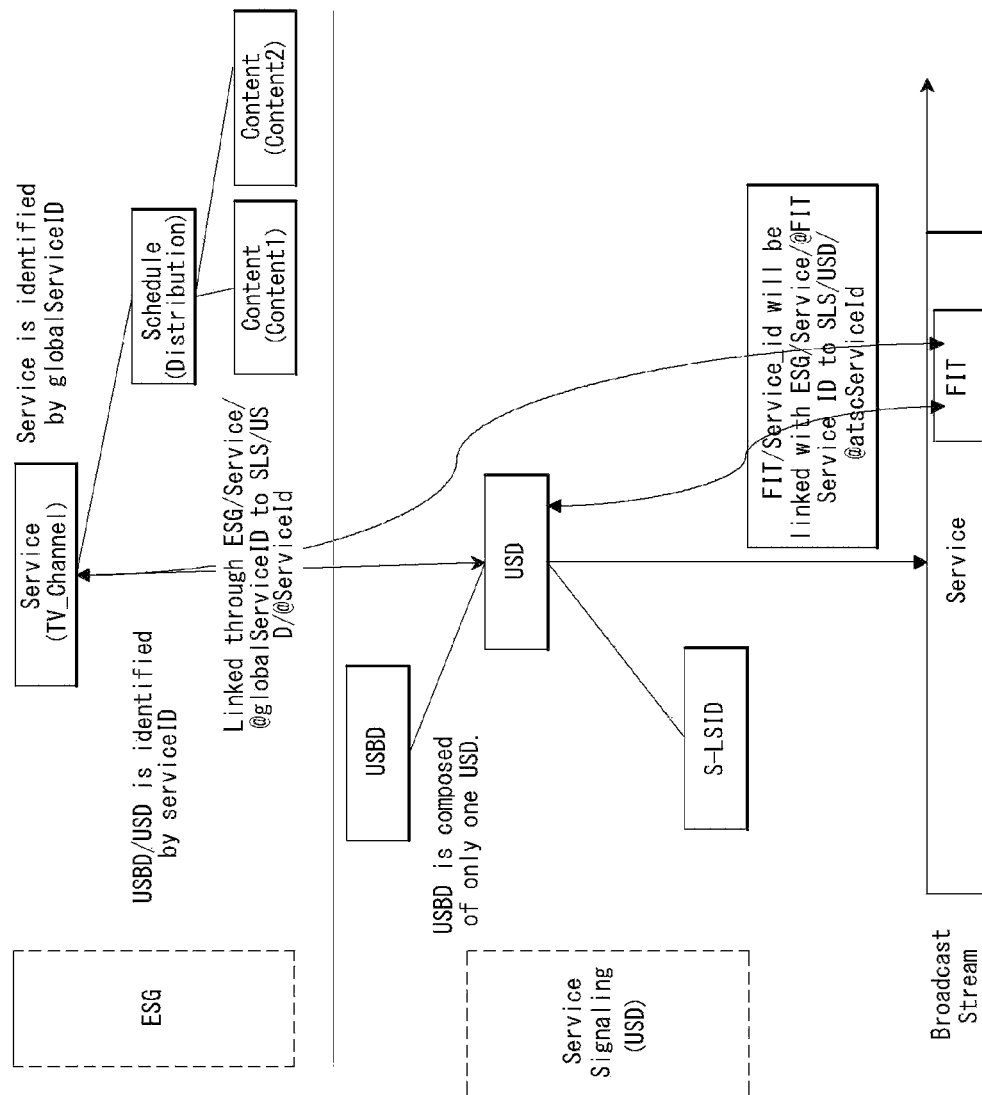 ESG
Service
(TV_Channel)
Service is identified
by globalServiceID
Schedule
(Distribution)
Content
(Content1)
Content
(Content2)
USBD/USD is identified
by serviceID
Linked through ESG/Service/
@globalServiceID to SLS/US
D/@ServiceId
Service
Signaling
(USD)
USBD
USBD is composed
of only one USD.
USD
S-LSID
FIT/Service_id will be
linked with ESG/Service/@FIT
Service ID to SLS/USD/
@atscServiceId
Broadcast
Stream
Service
FIT